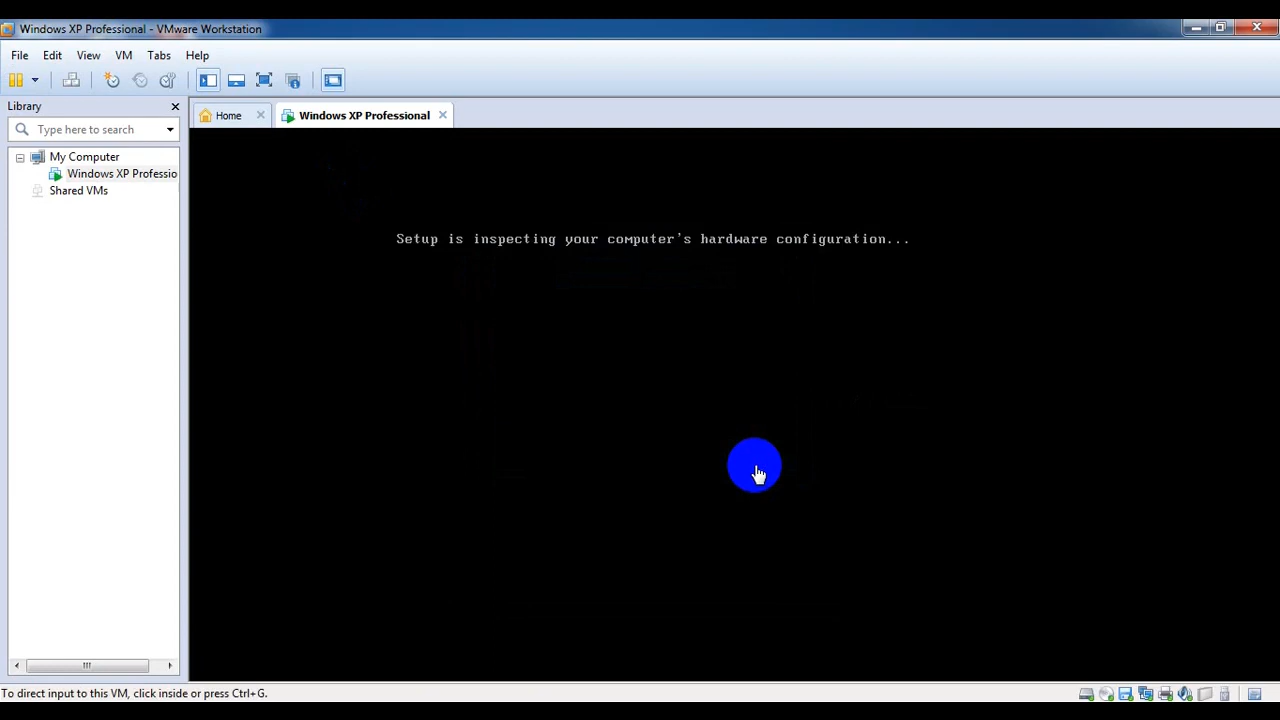 Windows XP Professional - VMware Workstation
File Edit View VM Tabs Help
Library
Home
Windows XP Professional
Type here to search
My Computer
Windows XP Professio
Shared VMs
Setup is inspecting your computer's hardware configuration...
To direct input to this VM, click inside or press Ctrl+G.